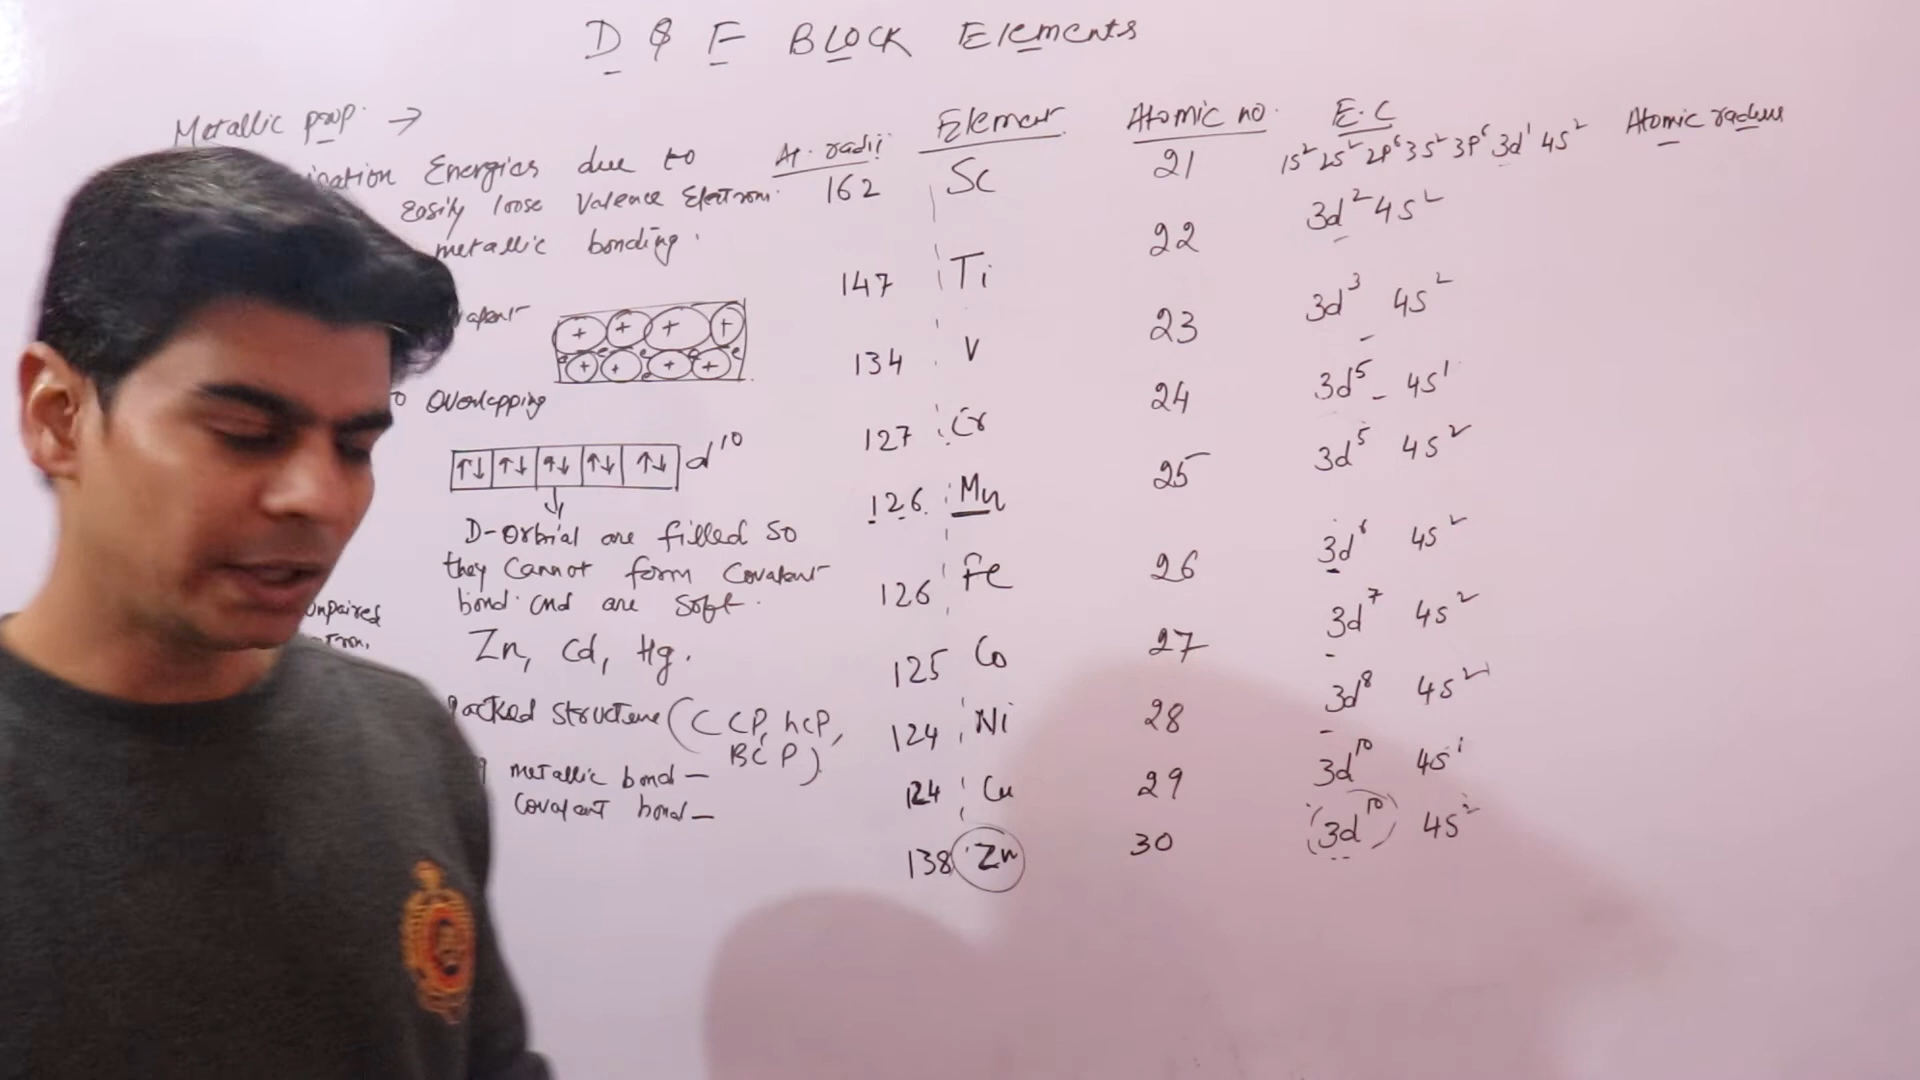 D & F BLOCK Elements
Metallic prop. →
Energies due to
Easily loose Valence Electron.
metallic bonding.
+ + + +
e e e e e
+ + + +
Overlapping
↑↓ ↑↓ ↑↓ ↑↓ ↑↓ d¹⁰
↓
D-orbial are filled so
they cannot form covalent
bond. and are soft.
Unpaired
Zn, Cd, Hg.
packed structure (CCP, hCP,
BCP)
metallic bond –
covalent bond –
At. radii Element Atomic no. E.C Atomic radius
162 Sc 21 1s² 2s² 2p⁶ 3s² 3p⁶ 3d¹ 4s²
147 Ti 22 3d² 4s²
134 V 23 3d³ 4s²
127 Cr 24 3d⁵ 4s¹
126. Mn 25 3d⁵ 4s²
126 Fe 26 3d⁶ 4s²
125 Co 27 3d⁷ 4s²
124 Ni 28 3d⁸ 4s²
124 Cu 29 3d¹⁰ 4s¹
138 Zn 30 (3d¹⁰) 4s²